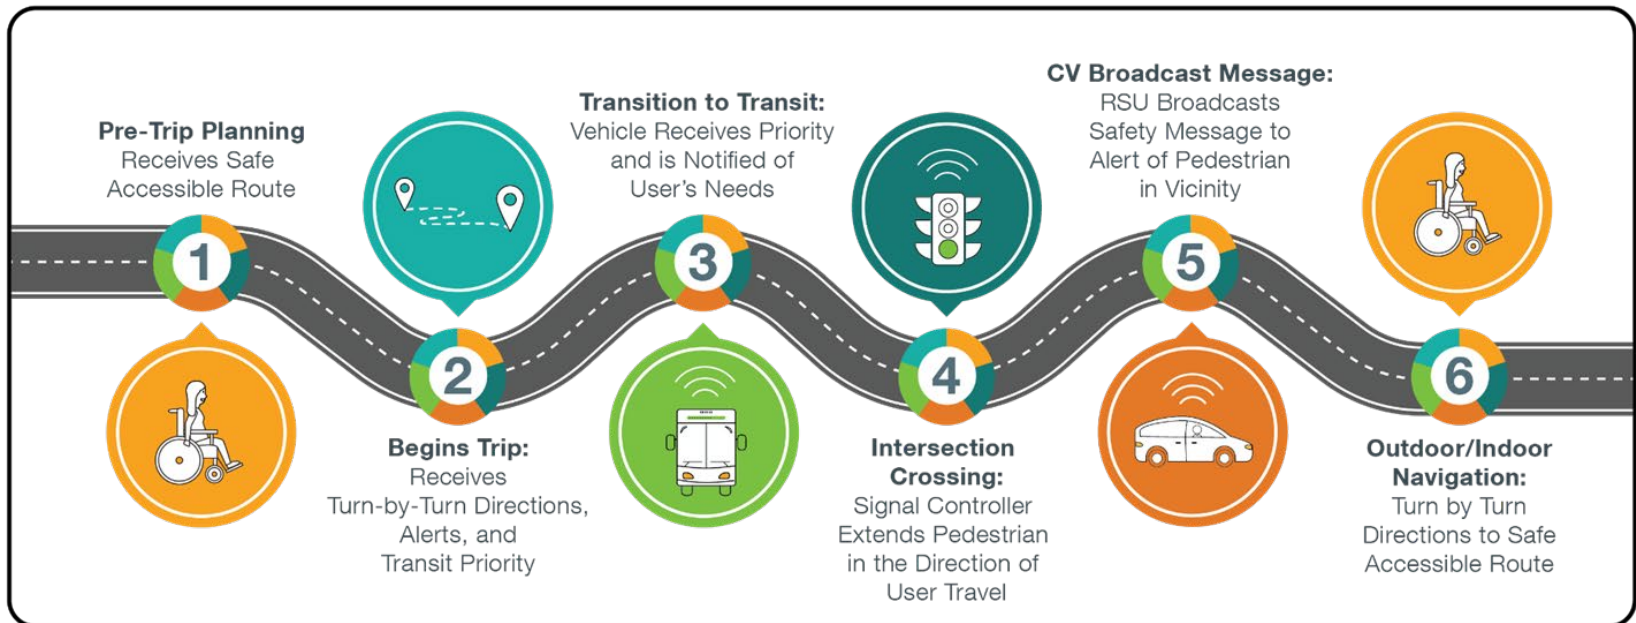 Pre-Trip Planning
Receives Safe
Accessible Route
1
2
Begins Trip:
Receives
Turn-by-Turn Directions,
Alerts, and
Transit Priority
Transition to Transit:
Vehicle Receives Priority
and is Notified of
User's Needs
3
4
Intersection
Crossing:
Signal Controller
Extends Pedestrian
in the Direction of
User Travel
CV Broadcast Message:
RSU Broadcasts
Safety Message to
Alert of Pedestrian
in Vicinity
5
6
Outdoor/Indoor
Navigation:
Turn by Turn
Directions to Safe
Accessible Route